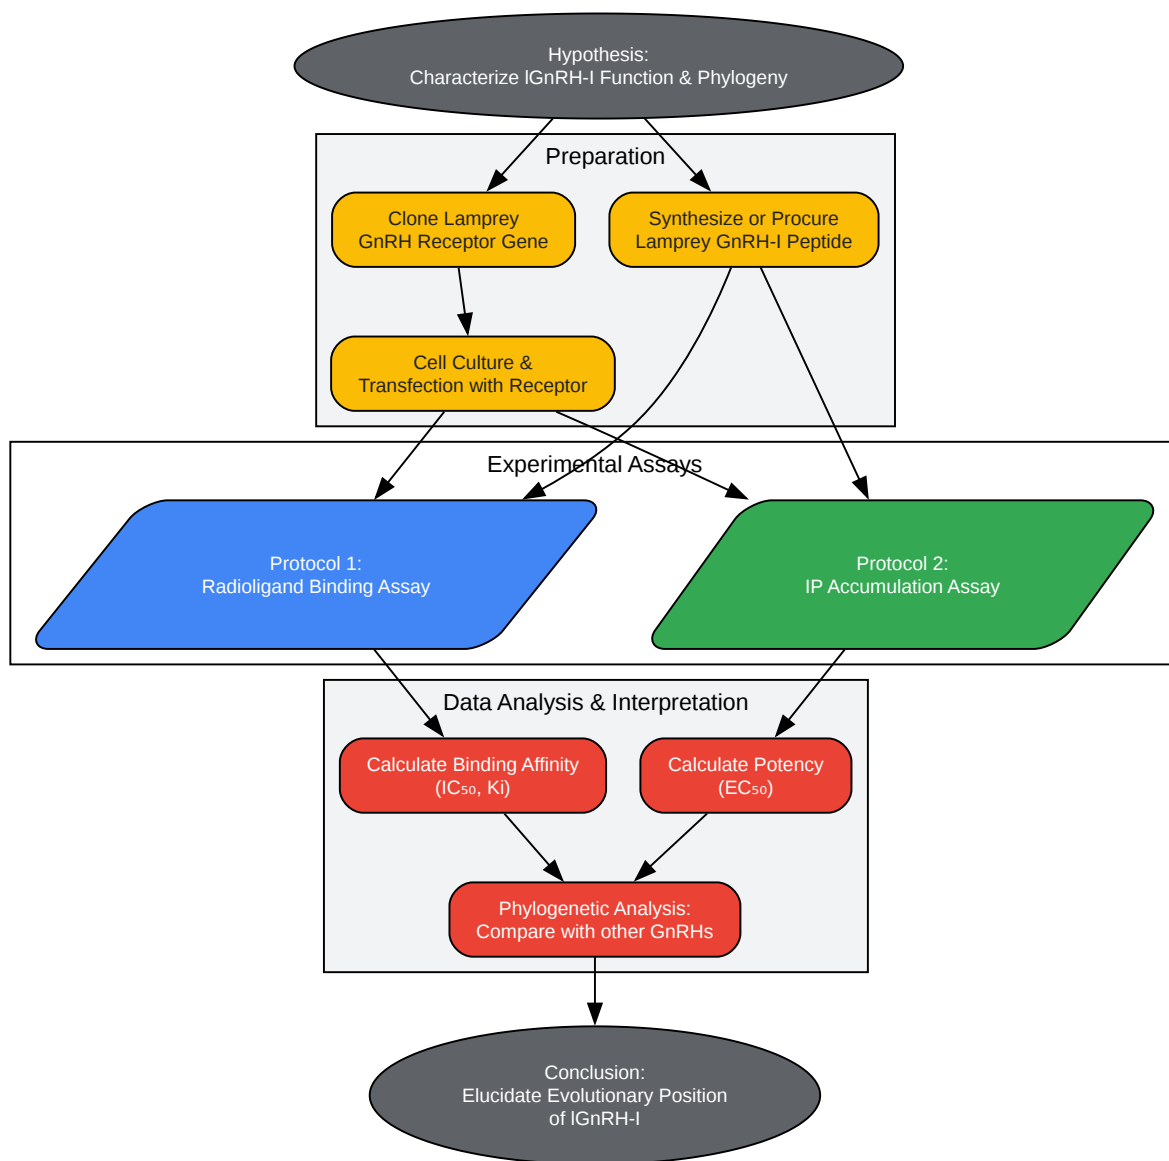 Hypothesis:
Characterize lGnRH-I Function & Phylogeny
Preparation
Clone Lamprey
GnRH Receptor Gene
Synthesize or Procure
Lamprey GnRH-I Peptide
Cell Culture &
Transfection with Receptor
Experimental Assays
Protocol 1:
Radioligand Binding Assay
Protocol 2:
IP Accumulation Assay
Data Analysis & Interpretation
Calculate Binding Affinity
(IC₅₀, Ki)
Calculate Potency
(EC₅₀)
Phylogenetic Analysis:
Compare with other GnRHs
Conclusion:
Elucidate Evolutionary Position
of lGnRH-I